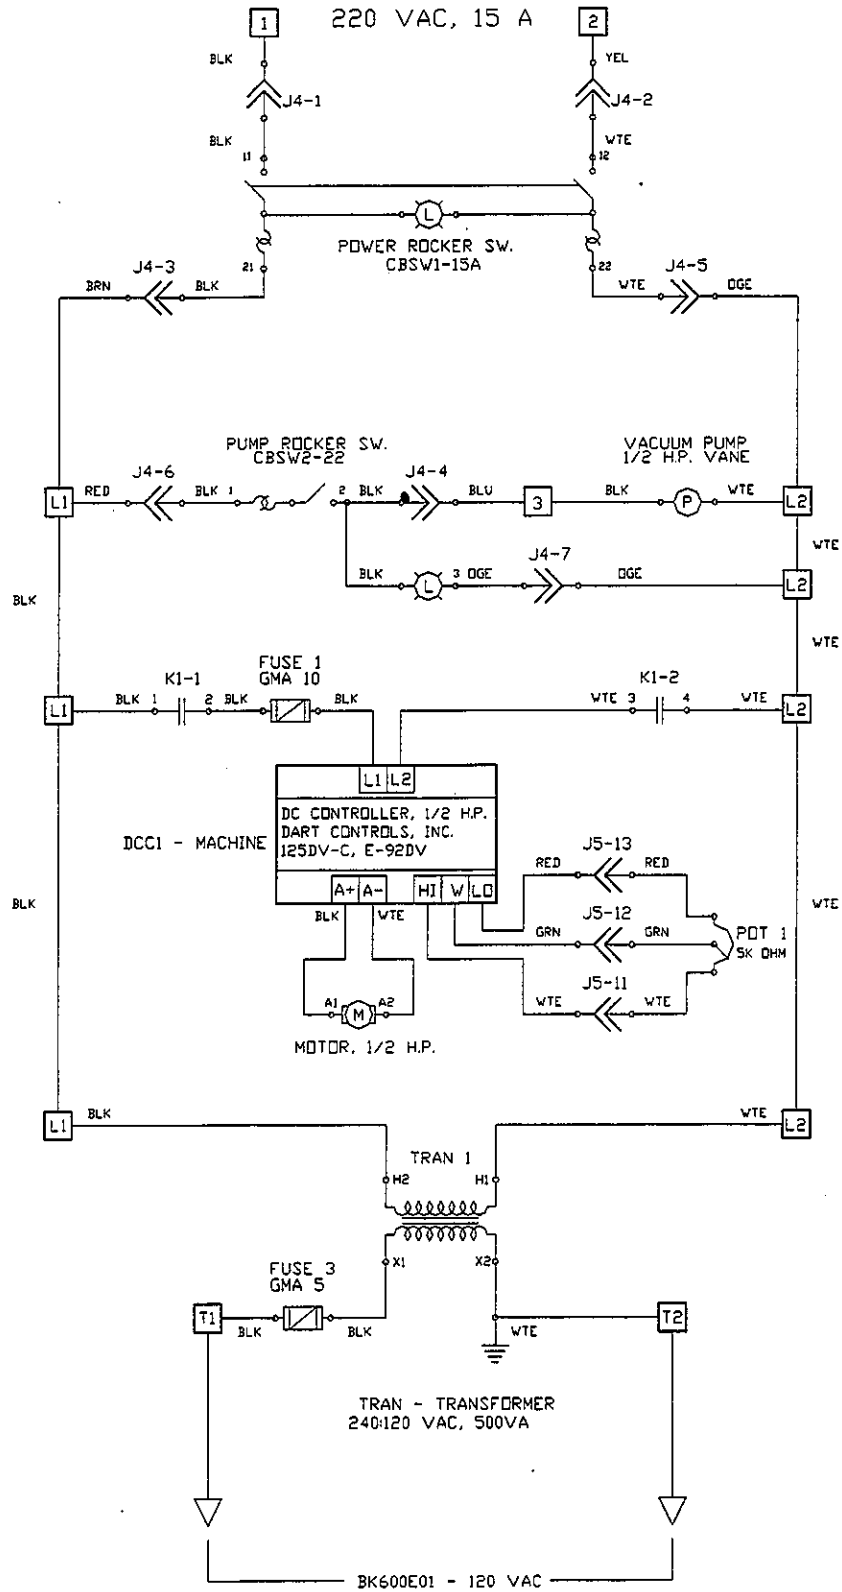 220 VAC, 15 A
1
2
BLK
YEL
J4-1
J4-2
BLK
WTE
11
12
L
POWER ROCKER SW.
CBSW1-15A
21
22
J4-3
J4-5
BRN
BLK
WTE
OGE
PUMP ROCKER SW.
CBSW2-22
VACUUM PUMP
1/2 H.P. VANE
J4-6
J4-4
L1
RED
BLK
1
2
BLK
BLU
3
BLK
P
WTE
L2
WTE
J4-7
BLK
L
3
OGE
OGE
L2
BLK
WTE
FUSE 1
GMA 10
K1-1
K1-2
L1
BLK
1
2
BLK
BLK
WTE
3
4
WTE
L2
L1
L2
DC CONTROLLER, 1/2 H.P.
DART CONTROLS, INC.
125DV-C, E-92DV
DCC1 - MACHINE
A+
A-
HI
W
LO
J5-13
RED
RED
BLK
WTE
BLK
WTE
J5-12
GRN
GRN
POT 1
5K OHM
J5-11
A1
M
A2
WTE
WTE
MOTOR, 1/2 H.P.
L1
BLK
WTE
L2
TRAN 1
H2
H1
X1
X2
FUSE 3
GMA 5
T1
BLK
BLK
WTE
T2
TRAN - TRANSFORMER
240:120 VAC, 500VA
BK600E01 - 120 VAC